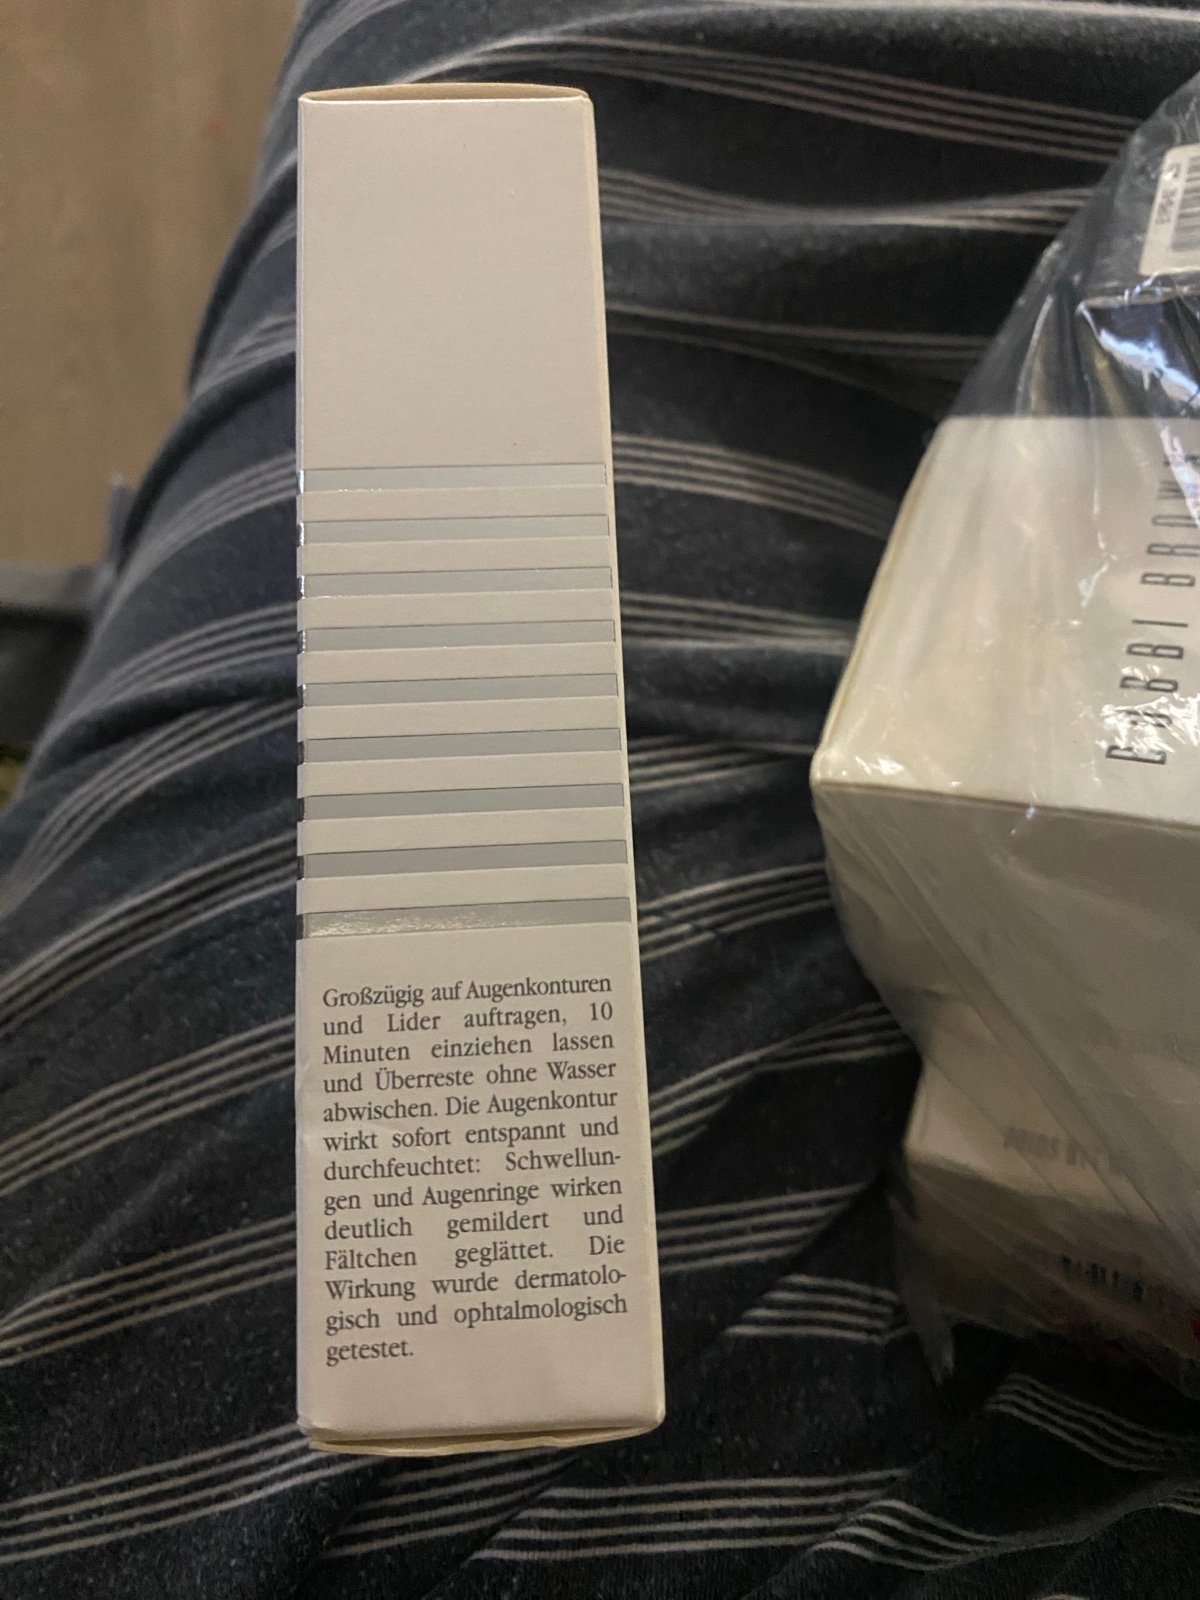 Großzügig auf Augenkonturen
und Lider auftragen, 10
Minuten einziehen lassen
und Überreste ohne Wasser
abwischen. Die Augenkontur
wirkt sofort entspannt und
durchfeuchtet: Schwellun-
gen und Augenringe wirken
deutlich gemildert und
Fältchen geglättet. Die
Wirkung wurde dermatolo-
gisch und ophtalmologisch
getestet.
BOBBI BROWN